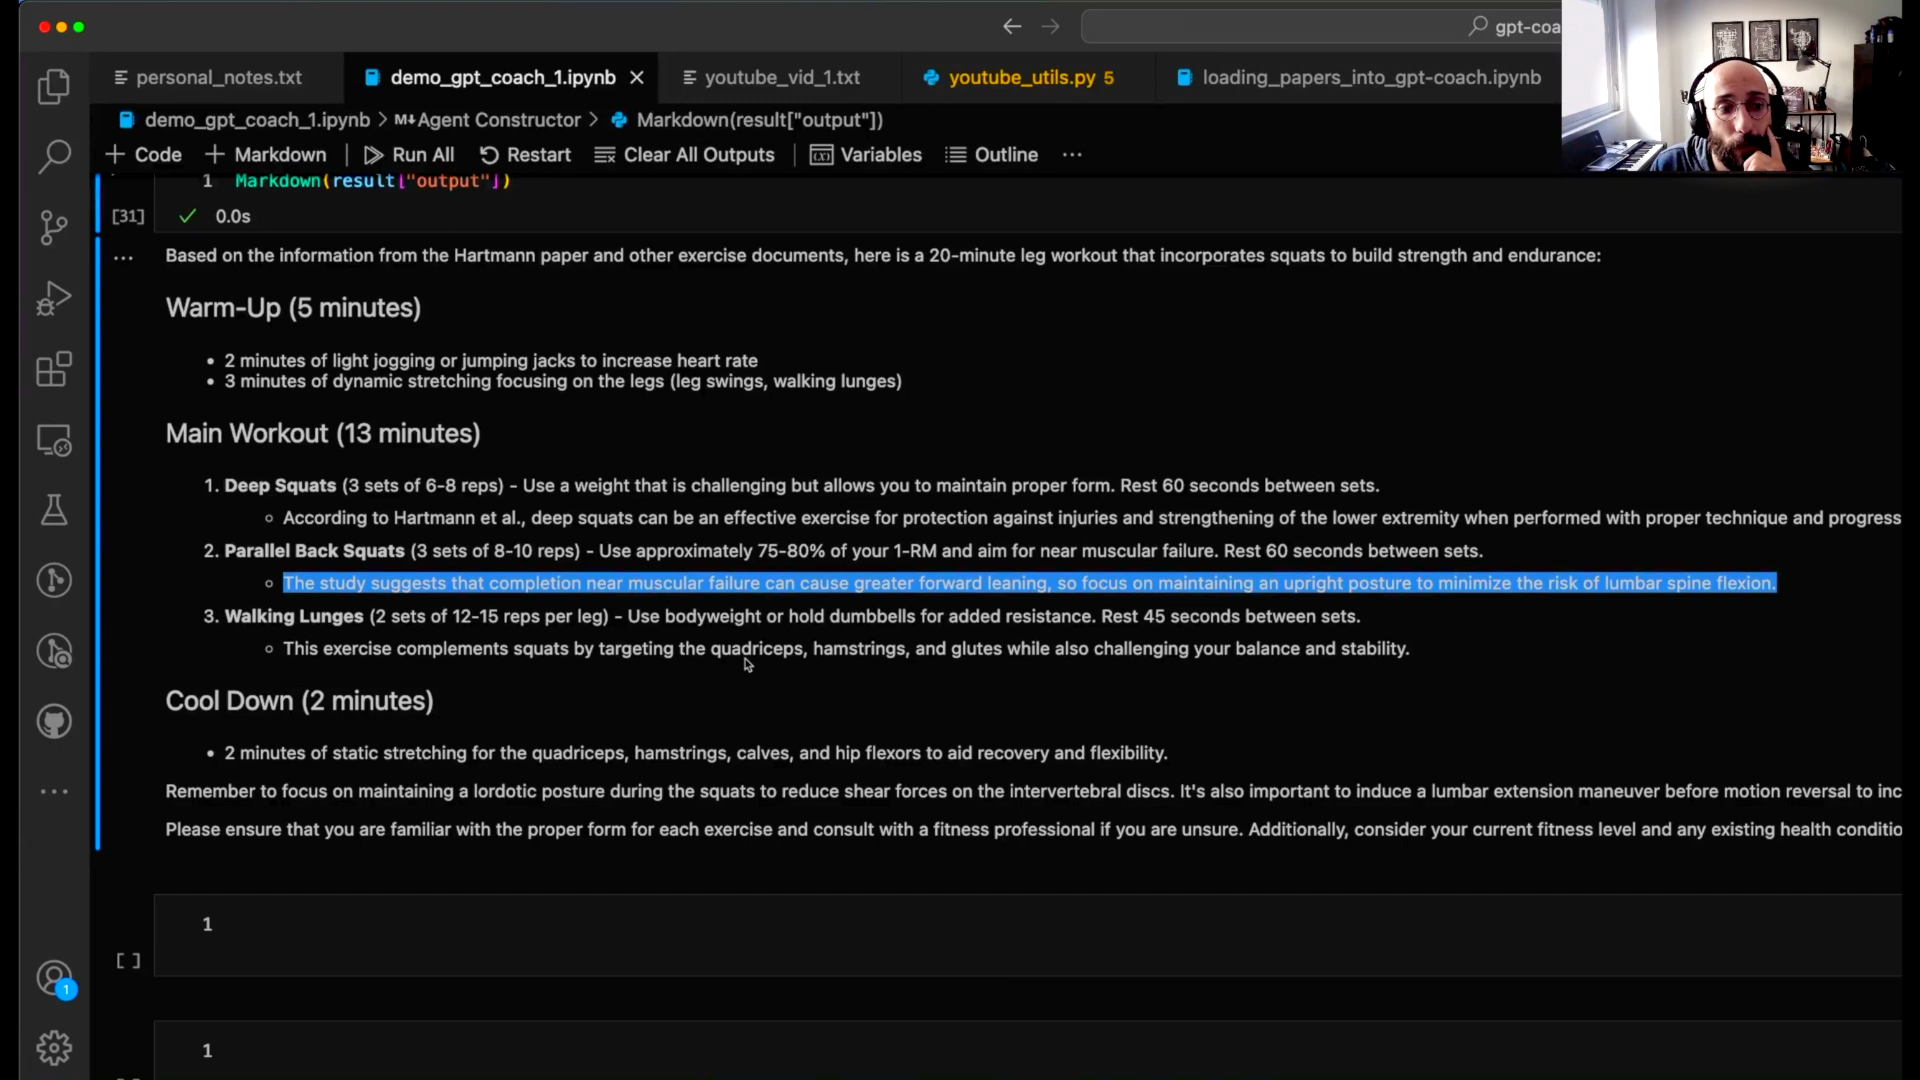 gpt-coa
personal_notes.txt
demo_gpt_coach_1.ipynb
youtube_vid_1.txt
youtube_utils.py 5
loading_papers_into_gpt-coach.ipynb
demo_gpt_coach_1.ipynb > M↓Agent Constructor > Markdown(result["output"])
+ Code + Markdown | Run All Restart Clear All Outputs | Variables Outline ...
1 Markdown(result["output"])
[31] ✓ 0.0s
... Based on the information from the Hartmann paper and other exercise documents, here is a 20-minute leg workout that incorporates squats to build strength and endurance:
Warm-Up (5 minutes)
• 2 minutes of light jogging or jumping jacks to increase heart rate
• 3 minutes of dynamic stretching focusing on the legs (leg swings, walking lunges)
Main Workout (13 minutes)
1. Deep Squats (3 sets of 6-8 reps) - Use a weight that is challenging but allows you to maintain proper form. Rest 60 seconds between sets.
◦ According to Hartmann et al., deep squats can be an effective exercise for protection against injuries and strengthening of the lower extremity when performed with proper technique and progress
2. Parallel Back Squats (3 sets of 8-10 reps) - Use approximately 75-80% of your 1-RM and aim for near muscular failure. Rest 60 seconds between sets.
◦ The study suggests that completion near muscular failure can cause greater forward leaning, so focus on maintaining an upright posture to minimize the risk of lumbar spine flexion.
3. Walking Lunges (2 sets of 12-15 reps per leg) - Use bodyweight or hold dumbbells for added resistance. Rest 45 seconds between sets.
◦ This exercise complements squats by targeting the quadriceps, hamstrings, and glutes while also challenging your balance and stability.
Cool Down (2 minutes)
• 2 minutes of static stretching for the quadriceps, hamstrings, calves, and hip flexors to aid recovery and flexibility.
Remember to focus on maintaining a lordotic posture during the squats to reduce shear forces on the intervertebral discs. It's also important to induce a lumbar extension maneuver before motion reversal to inc
Please ensure that you are familiar with the proper form for each exercise and consult with a fitness professional if you are unsure. Additionally, consider your current fitness level and any existing health conditio
1
[ ]
1
1